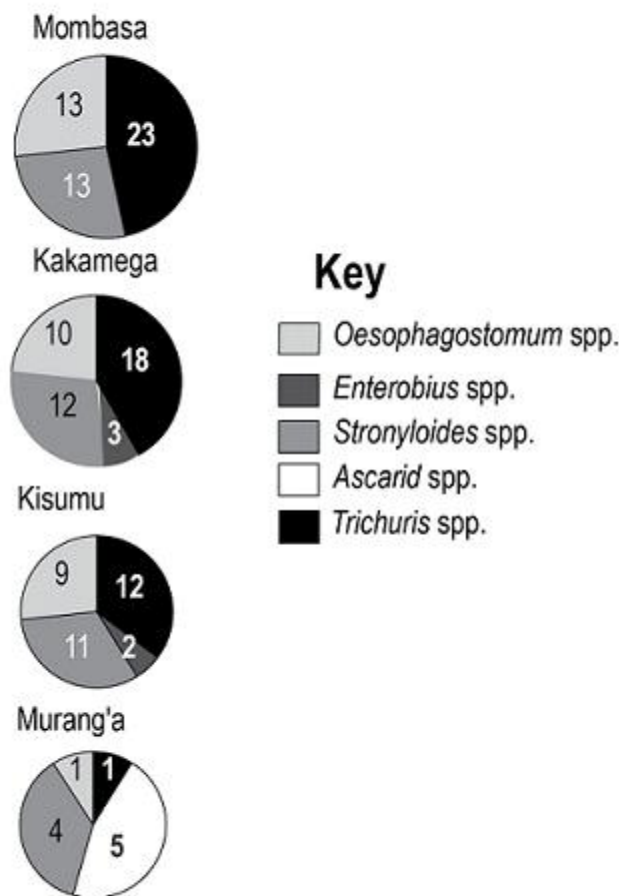 Mombasa
13
23
13
Kakamega
10
18
12
3
Kisumu
9
12
11
2
Murang'a
1
1
4
5
Key
Oesophagostomum spp.
Enterobius spp.
Stronyloides spp.
Ascarid spp.
Trichuris spp.